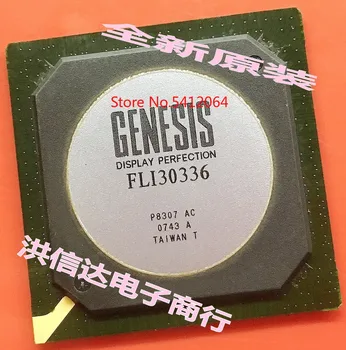 全新原装
Store No.5412064
GENESIS
DISPLAY PERFECTION
FLI30336
P8307 AC
0743 A
TAIWAN T
洪信达电子商行